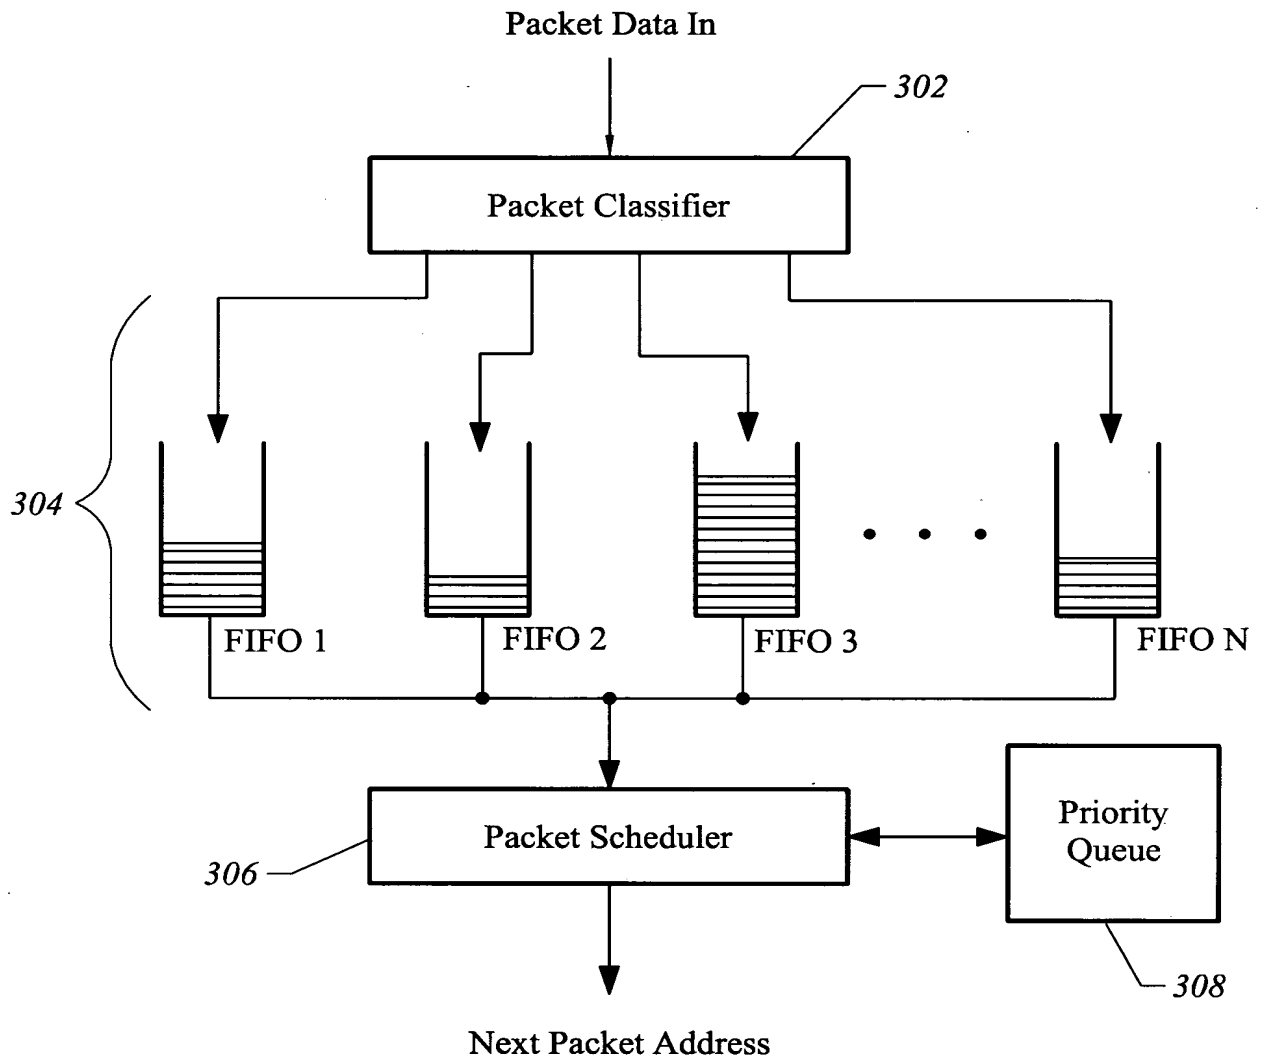 Packet Data In
302
Packet Classifier
304
FIFO 1
FIFO 2
FIFO 3
FIFO N
Packet Scheduler
306
Priority
Queue
308
Next Packet Address